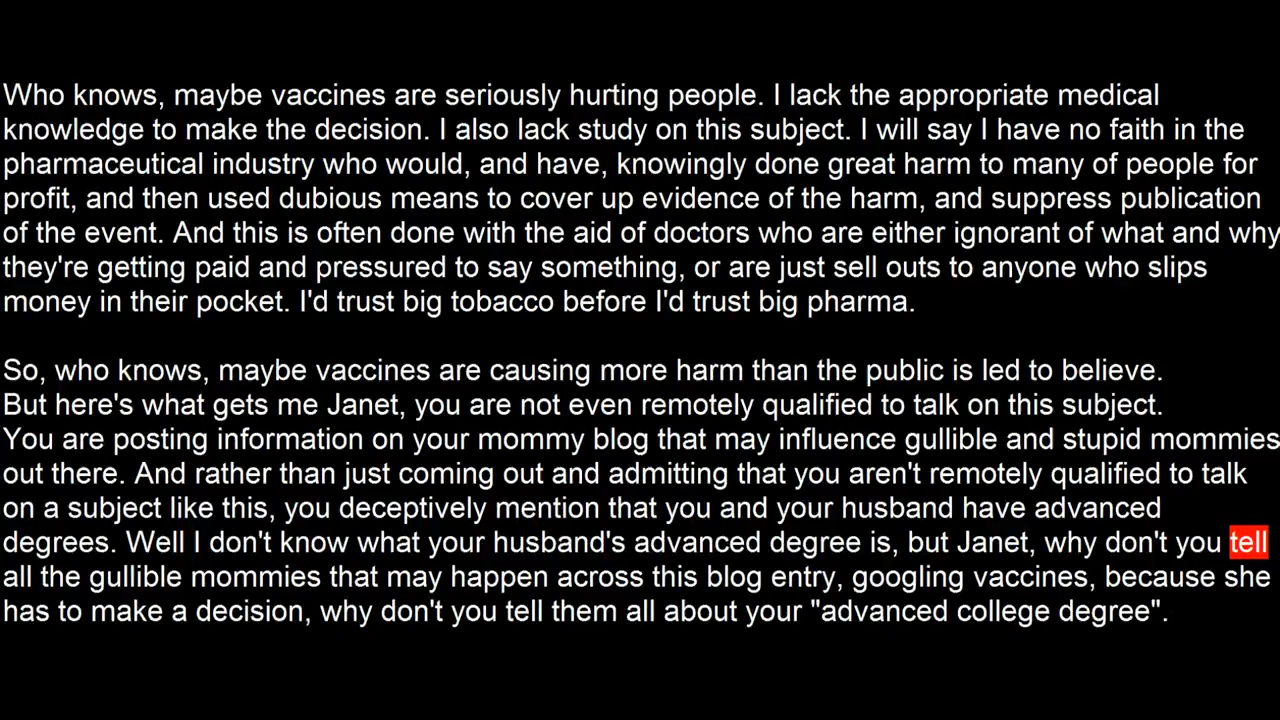 Who knows, maybe vaccines are seriously hurting people. I lack the appropriate medical
knowledge to make the decision. I also lack study on this subject. I will say I have no faith in the
pharmaceutical industry who would, and have, knowingly done great harm to many of people for
profit, and then used dubious means to cover up evidence of the harm, and suppress publication
of the event. And this is often done with the aid of doctors who are either ignorant of what and why
they're getting paid and pressured to say something, or are just sell outs to anyone who slips
money in their pocket. I'd trust big tobacco before I'd trust big pharma.
So, who knows, maybe vaccines are causing more harm than the public is led to believe.
But here's what gets me Janet, you are not even remotely qualified to talk on this subject.
You are posting information on your mommy blog that may influence gullible and stupid mommies
out there. And rather than just coming out and admitting that you aren't remotely qualified to talk
on a subject like this, you deceptively mention that you and your husband have advanced
degrees. Well I don't know what your husband's advanced degree is, but Janet, why don't you tell
all the gullible mommies that may happen across this blog entry, googling vaccines, because she
has to make a decision, why don't you tell them all about your "advanced college degree".